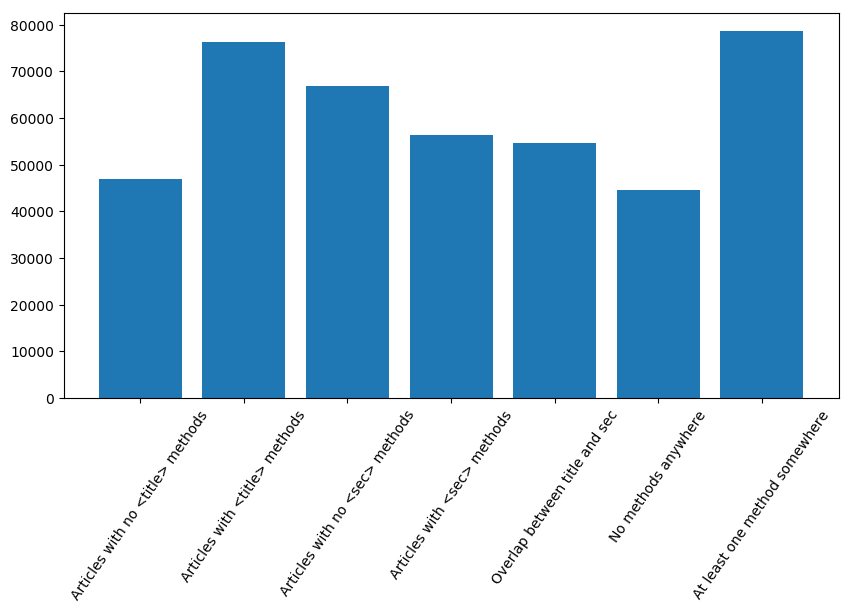 80000
70000
60000
50000
40000
30000
20000
10000
0
Articles with no <title> methods
Articles with <title> methods
Articles with no <sec> methods
Articles with <sec> methods
Overlap between title and sec
No methods anywhere
At least one method somewhere